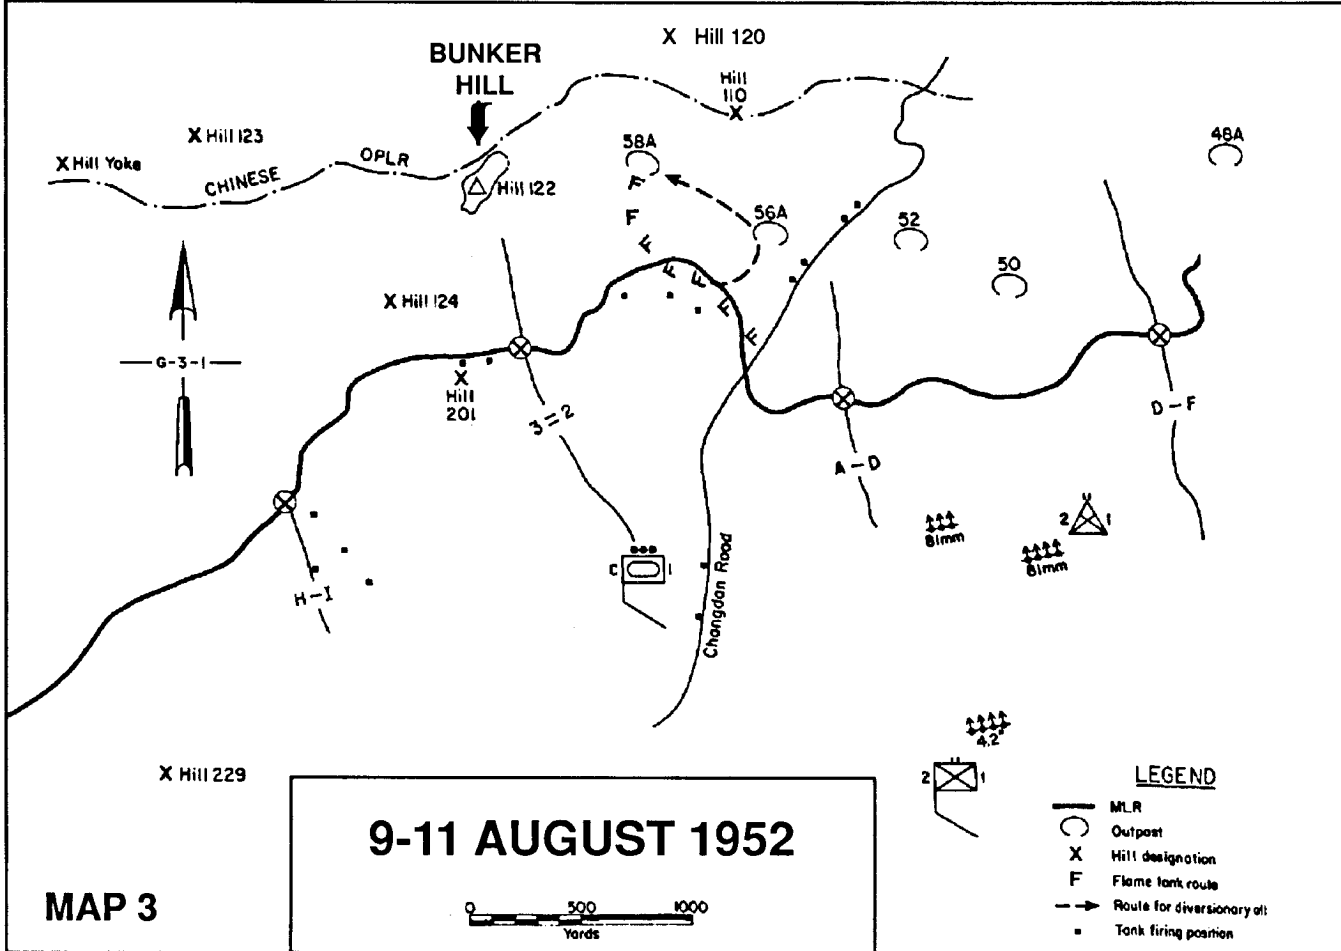 X Hill 120
BUNKER
HILL
Hill
110
X
X Hill 123
X Hill Yoke
CHINESE
OPLR
Hill 122
58A
56A
48A
52
50
F
F
F
F
F
F
F
X Hill 124
G-3-1
X
Hill
201
3=2
A-D
D-F
H-I
C 1
Changdan Road
81mm
81mm
2 1
4.2"
2 1
X Hill 229
9-11 AUGUST 1952
MAP 3
0 500 1000
Yards
LEGEND
MLR
Outpost
X Hill designation
F Flame tank route
Route for diversionary atk
Tank firing position